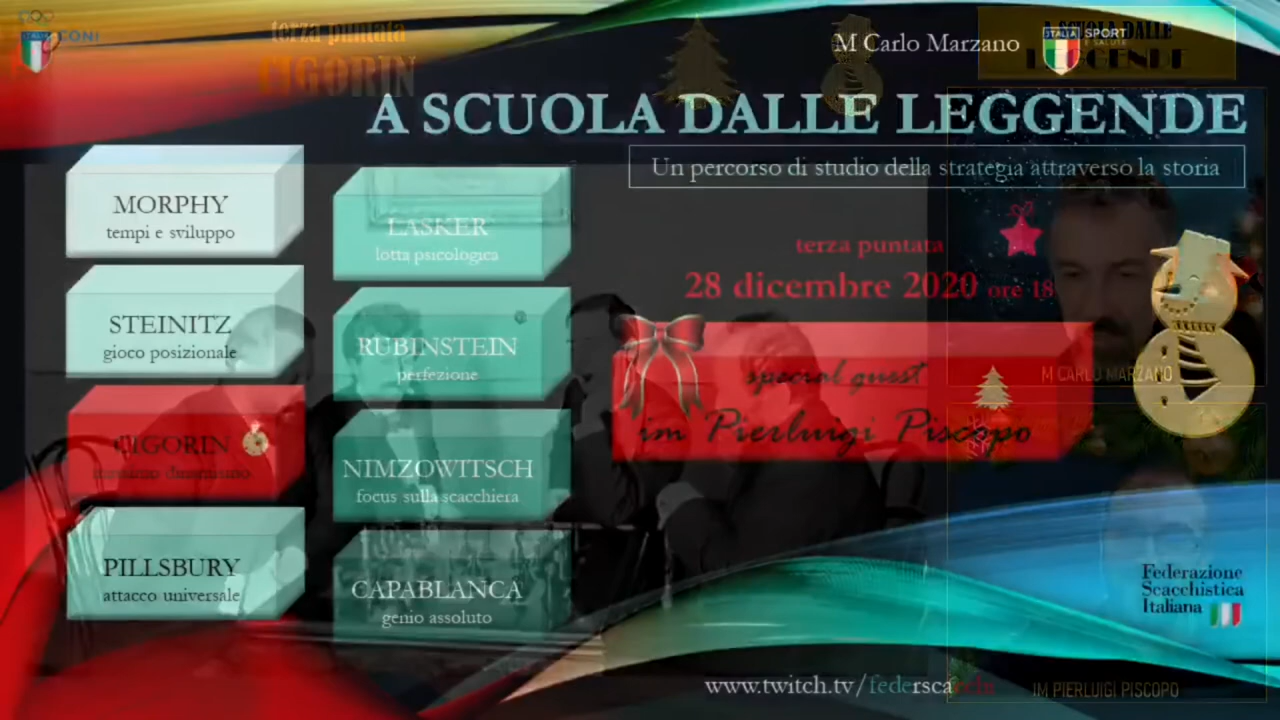 CONI
terza puntata
CIGORIN
M Carlo Marzano
ITALIA
SPORT
E SALUTE
A SCUOLA DALLE
LEGGENDE
A SCUOLA DALLE LEGGENDE
Un percorso di studio della strategia attraverso la storia
MORPHY
tempi e sviluppo
STEINITZ
gioco posizionale
CIGORIN
massimo dinamismo
PILLSBURY
attacco universale
LASKER
lotta psicologica
RUBINSTEIN
perfezione
NIMZOWITSCH
focus sulla scacchiera
CAPABLANCA
genio assoluto
terza puntata
28 dicembre 2020 ore 18
special guest
im Pierluigi Piscopo
M CARLO MARZANO
Federazione
Scacchistica
Italiana
www.twitch.tv/federscacchi
IM PIERLUIGI PISCOPO